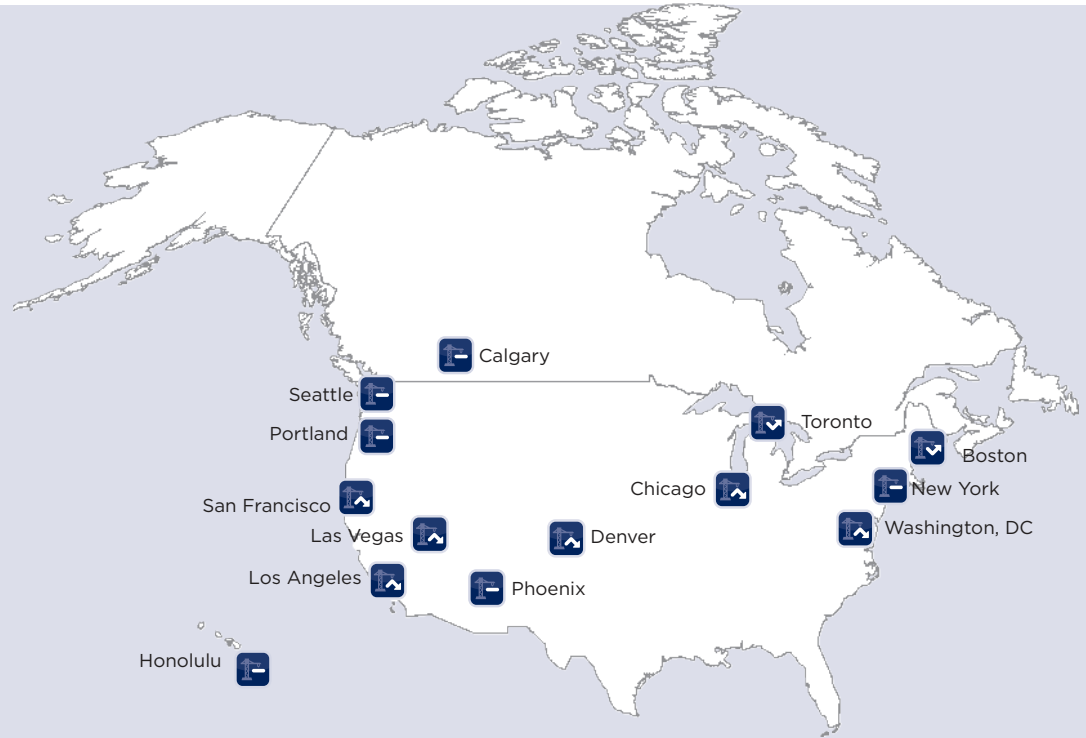 Calgary
Seattle
Toronto
Portland
Boston
Chicago
New York
San Francisco
Washington, DC
Las Vegas
Denver
Los Angeles
Phoenix
Honolulu